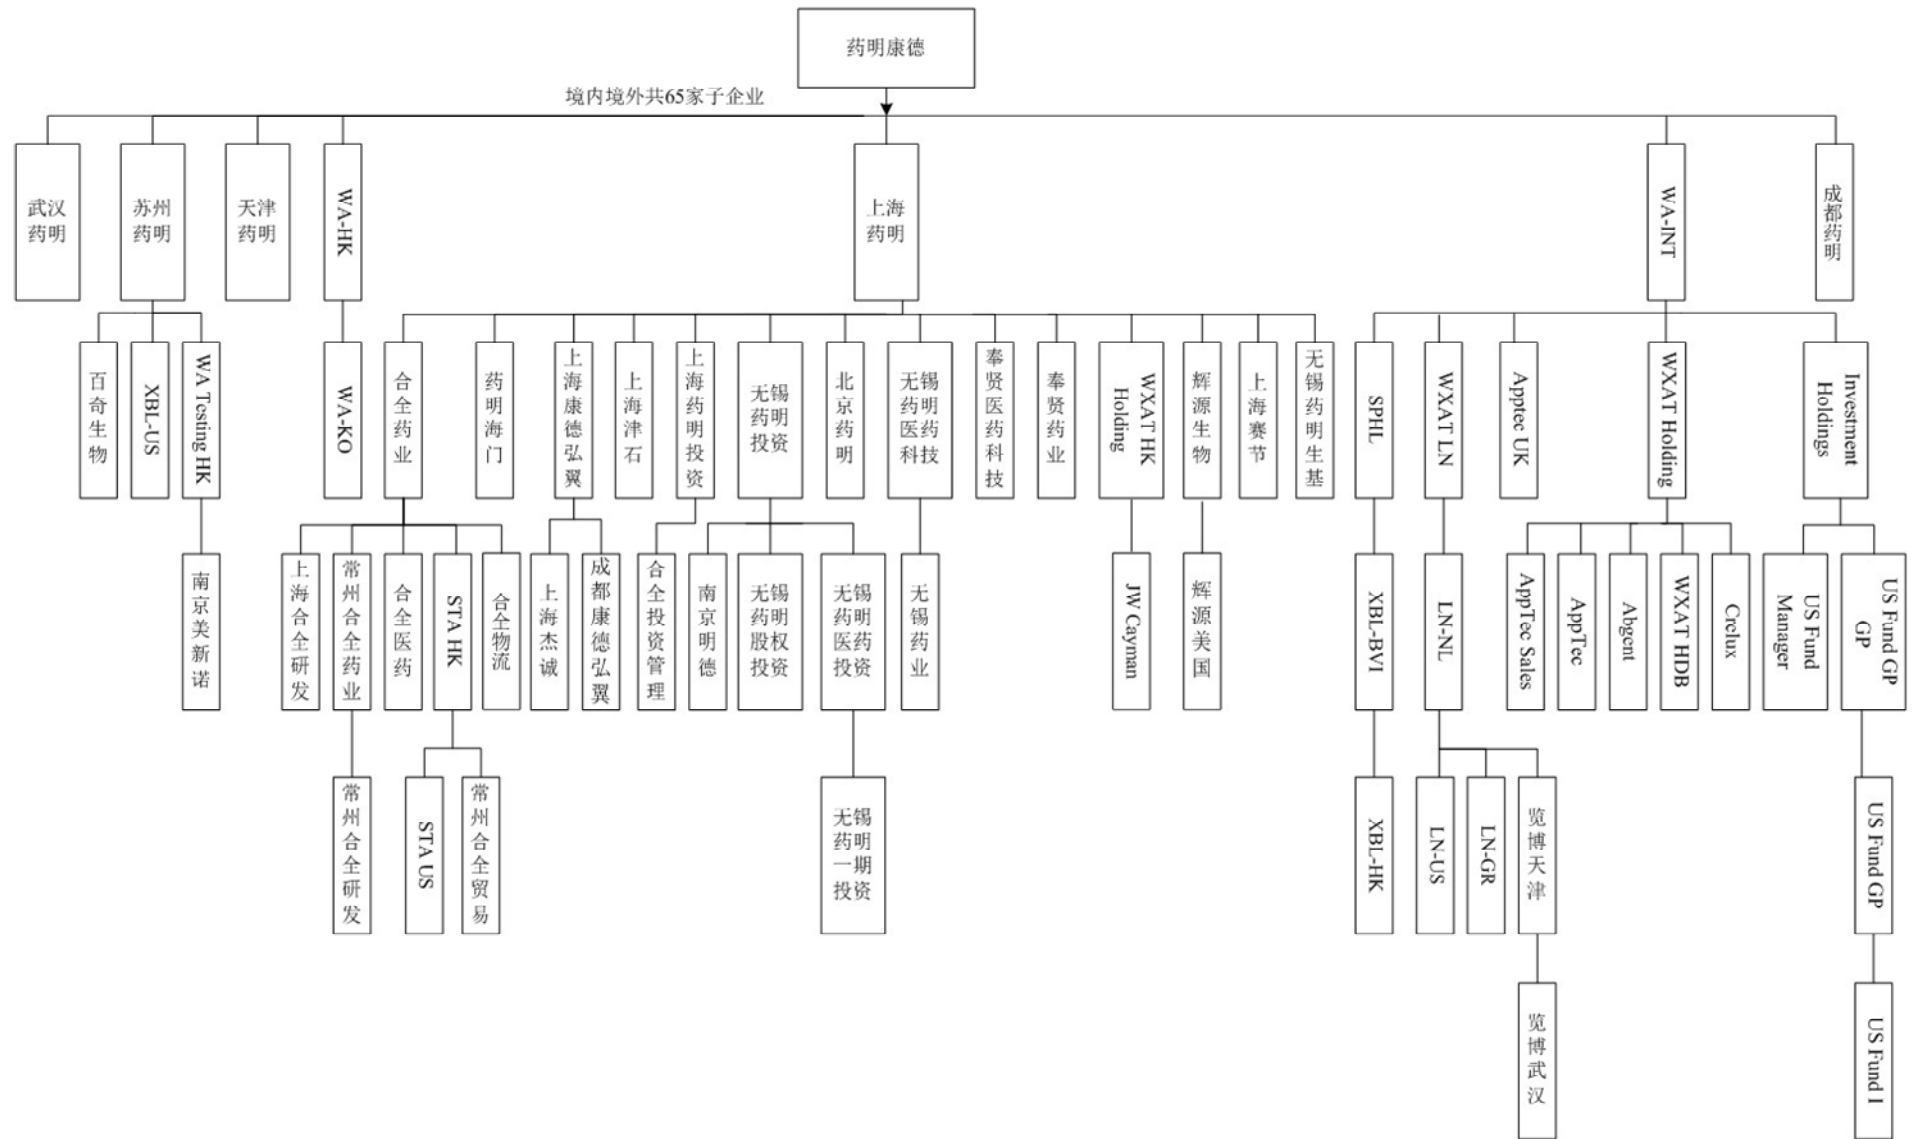 药明康德
境内境外共65家子企业
武汉
药明
苏州
药明
天津
药明
WA-HK
上海
药明
WA-INT
成都药明
百奇生物
XBL-US
WA Testing HK
WA-KO
合全药业
药明海门
上海康德弘翼
上海津石
上海药明投资
无锡
药明
投资
北京药明
无锡
药明
医药
科技
奉贤医药科技
奉贤药业
WXAT HK
Holding
辉源生物
上海赛节
无锡药明生基
SPHL
WXAT LN
Apptec UK
WXAT Holding
Investment
Holdings
南京美新诺
上海合全研发
常州合全药业
合全医药
STA HK
合全物流
上海杰诚
成都康德弘翼
合全投资管理
南京明德
无锡
药明
股权
投资
无锡
药明
医药
投资
无锡药业
JW Cayman
辉源美国
XBL-BVI
LN-NL
AppTec Sales
AppTec
Abgent
WXAT HDB
Crelux
US Fund
Manager
US Fund GP
GP
常州合全研发
STA US
常州合全贸易
无锡
药明
一期
投资
XBL-HK
LN-US
LN-GR
览博天津
US Fund GP
览博武汉
US Fund I